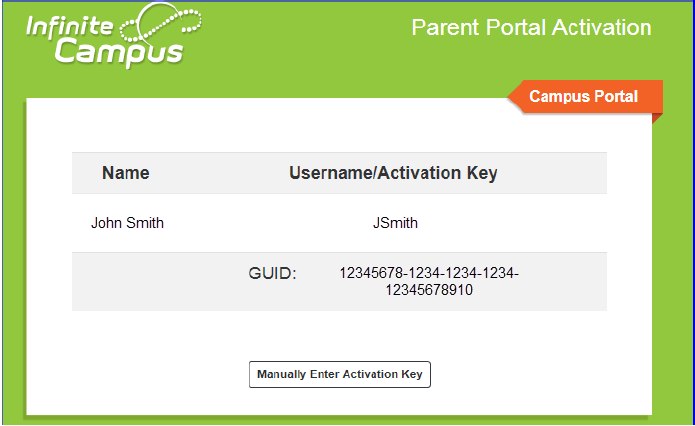 Infinite
Campus
Parent Portal Activation
Campus Portal
Name Username/Activation Key
John Smith JSmith
GUID: 12345678-1234-1234-1234-
12345678910
Manually Enter Activation Key